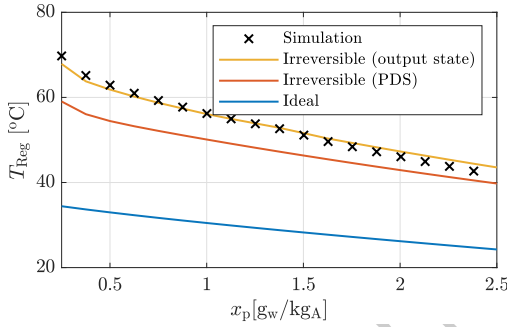 80
60
40
20
T_Reg [°C]
Simulation
Irreversible (output state)
Irreversible (PDS)
Ideal
0.5 1 1.5 2 2.5
x_p[g_w/kg_A]